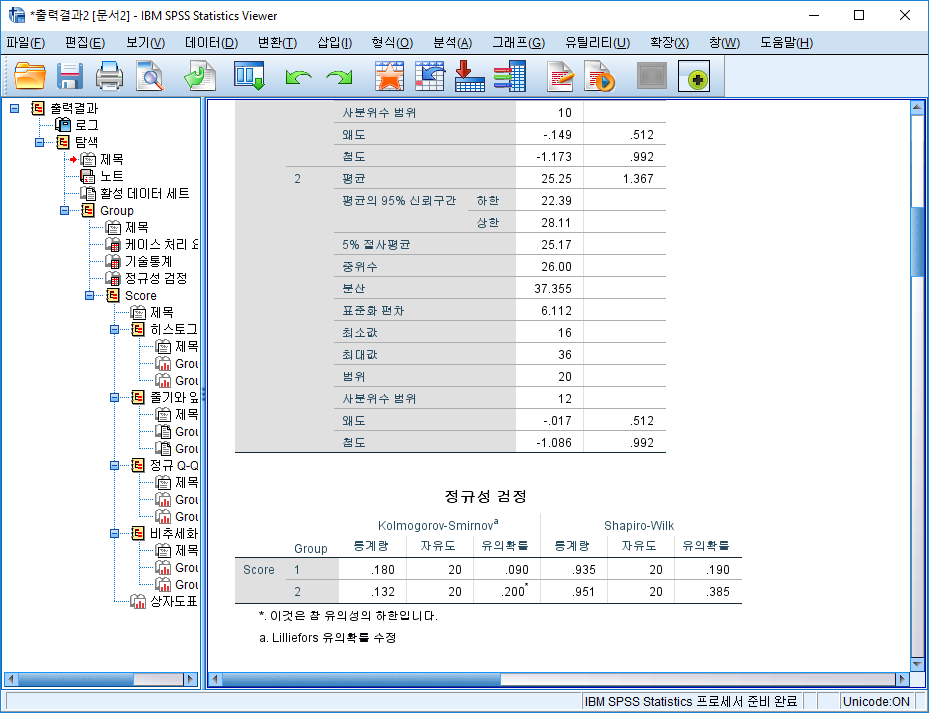 *출력결과2 [문서2] - IBM SPSS Statistics Viewer
파일(F) 편집(E) 보기(V) 데이터(D) 변환(T) 삽입(I) 형식(O) 분석(A) 그래프(G) 유틸리티(U) 확장(X) 창(W) 도움말(H)
출력결과
로그
탐색
제목
노트
활성 데이터 세트
Group
제목
케이스 처리
기술통계
정규성 검정
Score
제목
히스토그
제목
Grou
Grou
줄기와 잎
제목
Grou
Grou
정규 Q-Q
제목
Grou
Grou
비추세화
제목
Grou
Grou
상자도표
사분위수 범위 10
왜도 -.149 .512
첨도 -1.173 .992
2 평균 25.25 1.367
평균의 95% 신뢰구간 하한 22.39
상한 28.11
5% 절사평균 25.17
중위수 26.00
분산 37.355
표준화 편차 6.112
최소값 16
최대값 36
범위 20
사분위수 범위 12
왜도 -.017 .512
첨도 -1.086 .992
정규성 검정
Kolmogorov-Smirnovª Shapiro-Wilk
Group 통계량 자유도 유의확률 통계량 자유도 유의확률
Score 1 .180 20 .090 .935 20 .190
2 .132 20 .200* .951 20 .385
*. 이것은 참 유의성의 하한입니다.
a. Lilliefors 유의확률 수정
IBM SPSS Statistics 프로세서 준비 완료 Unicode:ON